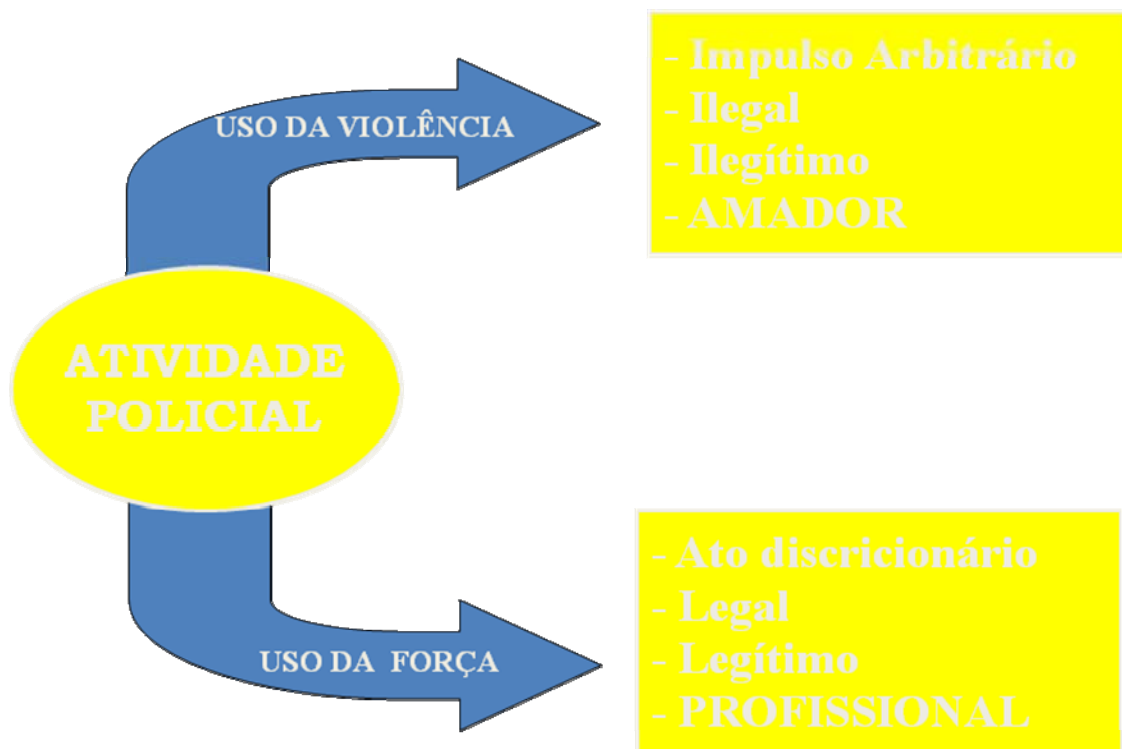 USO DA VIOLÊNCIA
- Impulso Arbitrário
- Ilegal
- Ilegítimo
- AMADOR
ATIVIDADE
POLICIAL
USO DA FORÇA
- Ato discricionário
- Legal
- Legítimo
- PROFISSIONAL